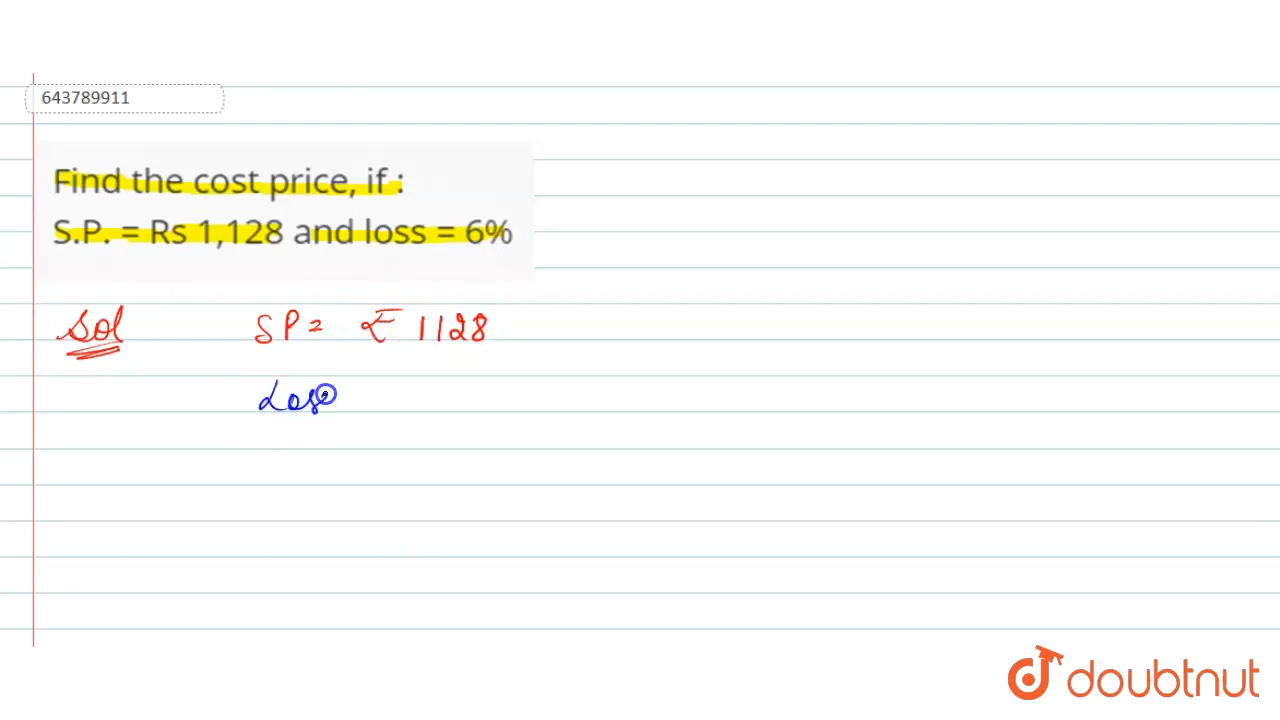 643789911
Find the cost price, if :
S.P. = Rs 1,128 and loss = 6%
Sol SP = ₹ 1128
Loss
doubtnut